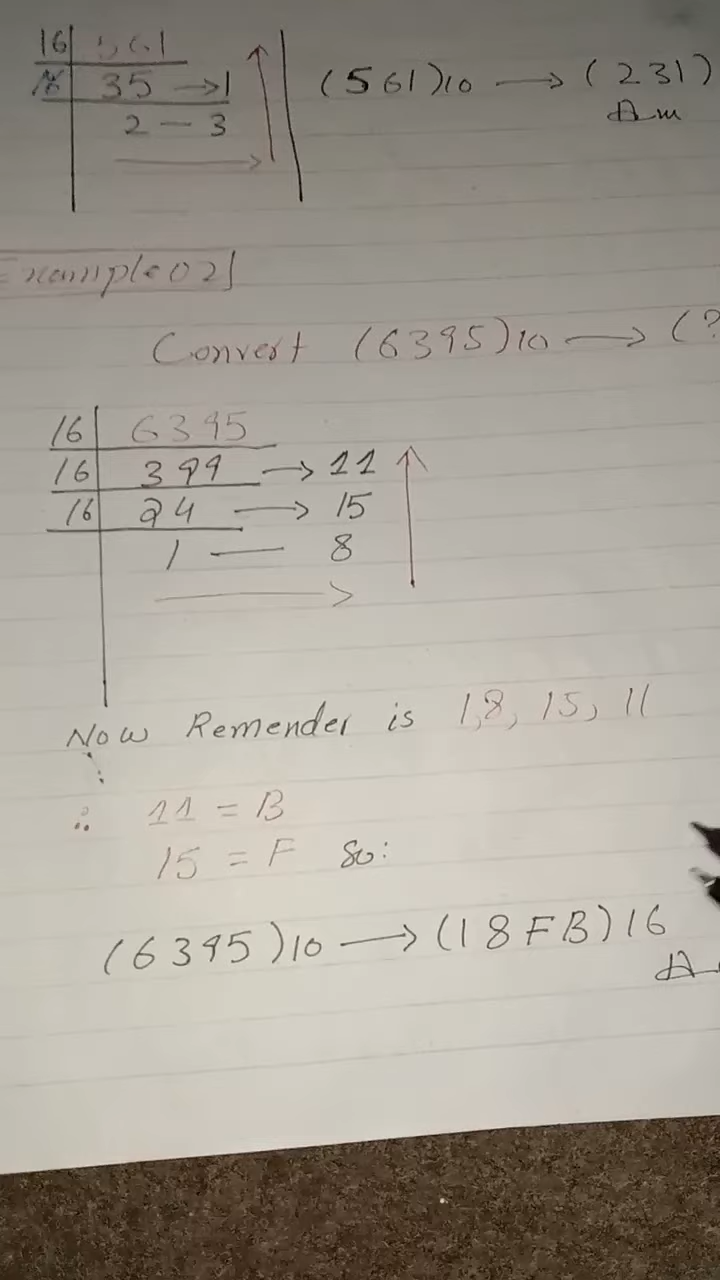 16 561
16 35 → 1
2 — 3
(561)10 → (231)
Example 02
Convert (6395)10 → (?
16 6395
16 399 → 11
16 24 → 15
1 — 8
Now Remender is 1,8, 15, 11
∴ 11 = B
15 = F So:
(6395)10 → (18FB)16